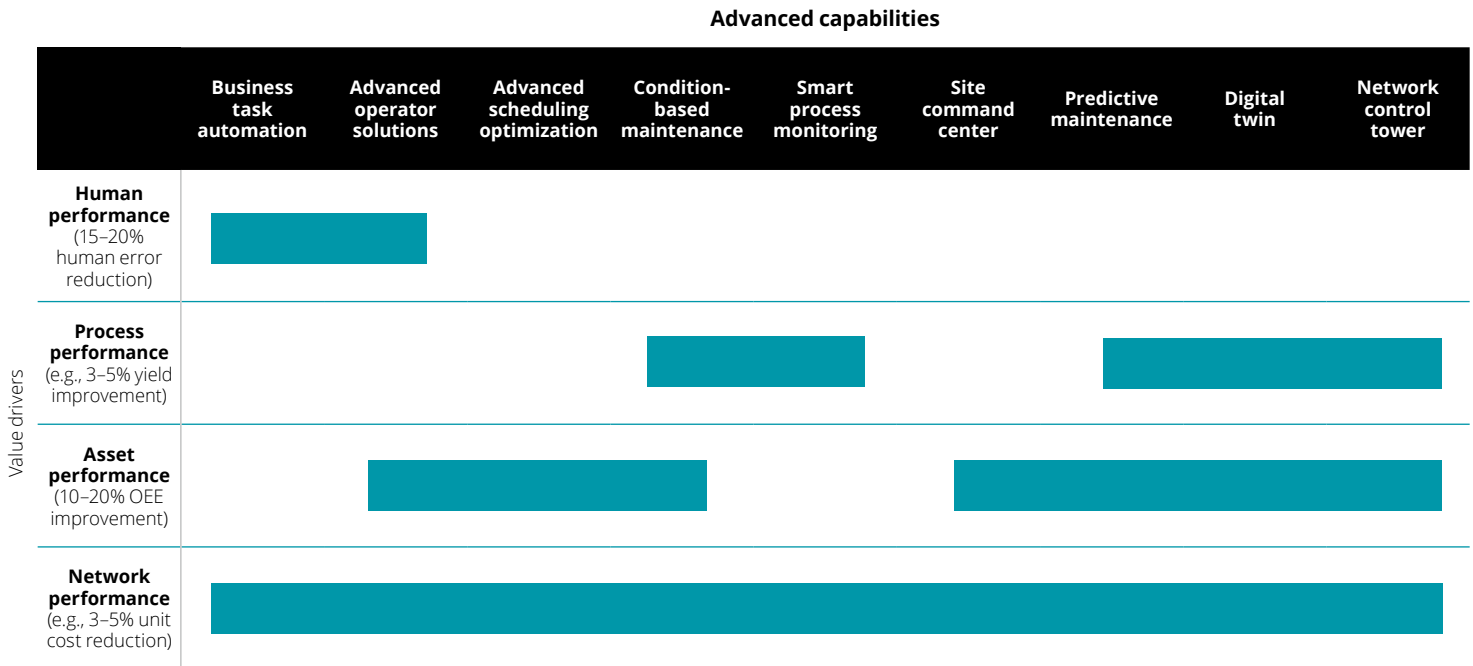 Advanced capabilities
Business
task
automation
Advanced
operator
solutions
Advanced
scheduling
optimization
Condition-
based
maintenance
Smart
process
monitoring
Site
command
center
Predictive
maintenance
Digital
twin
Network
control
tower
Value drivers
Human
performance
(15–20%
human error
reduction)
Process
performance
(e.g., 3–5% yield
improvement)
Asset
performance
(10–20% OEE
improvement)
Network
performance
(e.g., 3–5% unit
cost reduction)